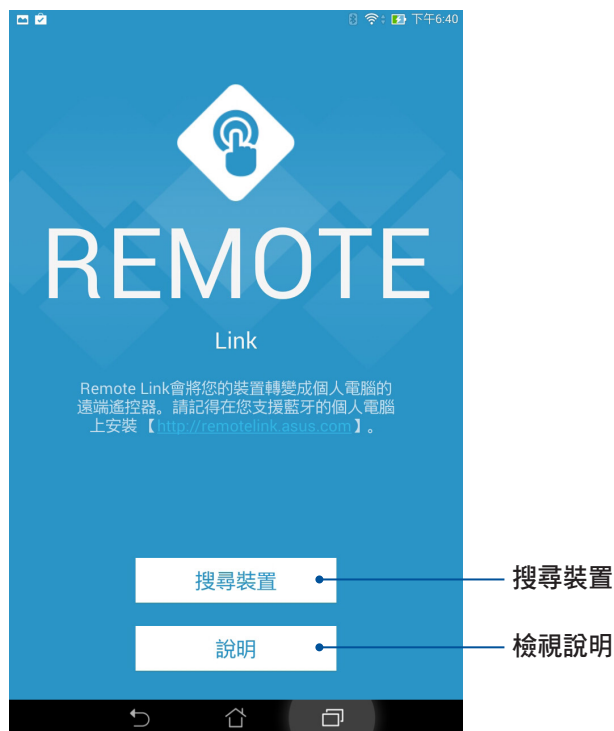 下午6:40
REMOTE
Link
Remote Link會將您的裝置轉變成個人電腦的
遠端遙控器。請記得在您支援藍牙的個人電腦
上安裝【http://remotelink.asus.com】。
搜尋裝置
搜尋裝置
說明
檢視說明